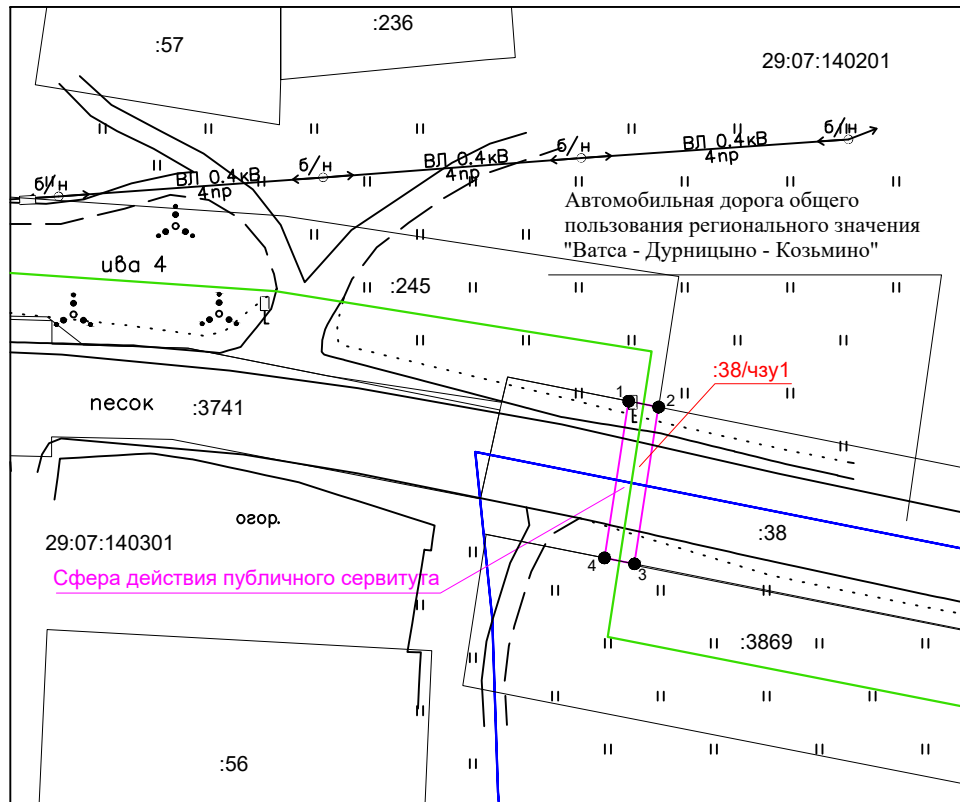 :236
:57
29:07:140201
б/н
ВЛ 0.4кВ
4пр
б/н
ВЛ 0.4кВ
4пр
б/н
ВЛ 0.4кВ
4пр
б/н
Автомобильная дорога общего
пользования регионального значения
"Ватса - Дурницыно - Козьмино"
ива 4
:245
:38/чзу1
1
2
песок
:3741
огор.
:38
29:07:140301
4
3
Сфера действия публичного сервитута
:3869
:56